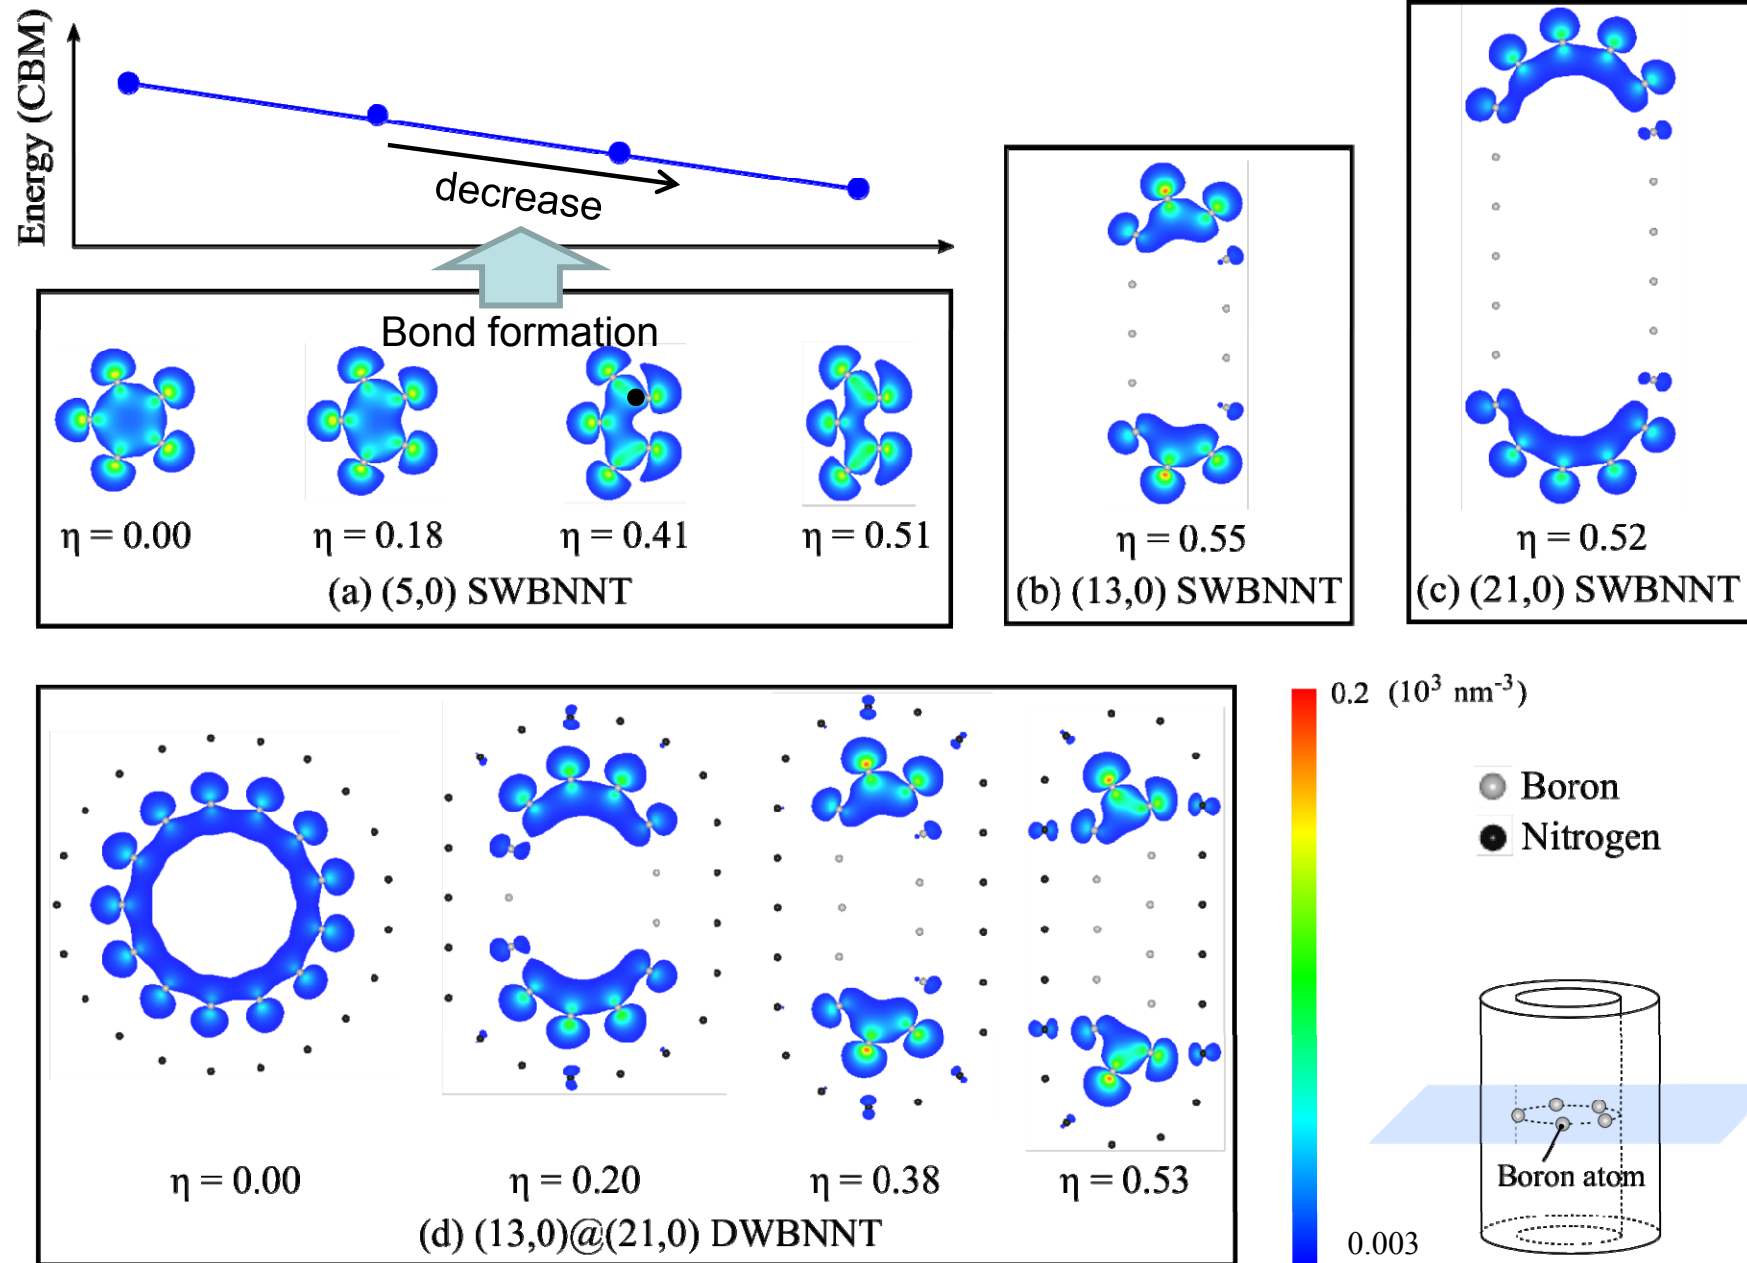 Energy (CBM)
decrease
Bond formation
η = 0.00
η = 0.18
η = 0.41
η = 0.51
(a) (5,0) SWBNNT
η = 0.55
(b) (13,0) SWBNNT
η = 0.52
(c) (21,0) SWBNNT
η = 0.00
η = 0.20
η = 0.38
η = 0.53
(d) (13,0)@(21,0) DWBNNT
0.2 (10³ nm⁻³)
0.003
Boron
Nitrogen
Boron atom